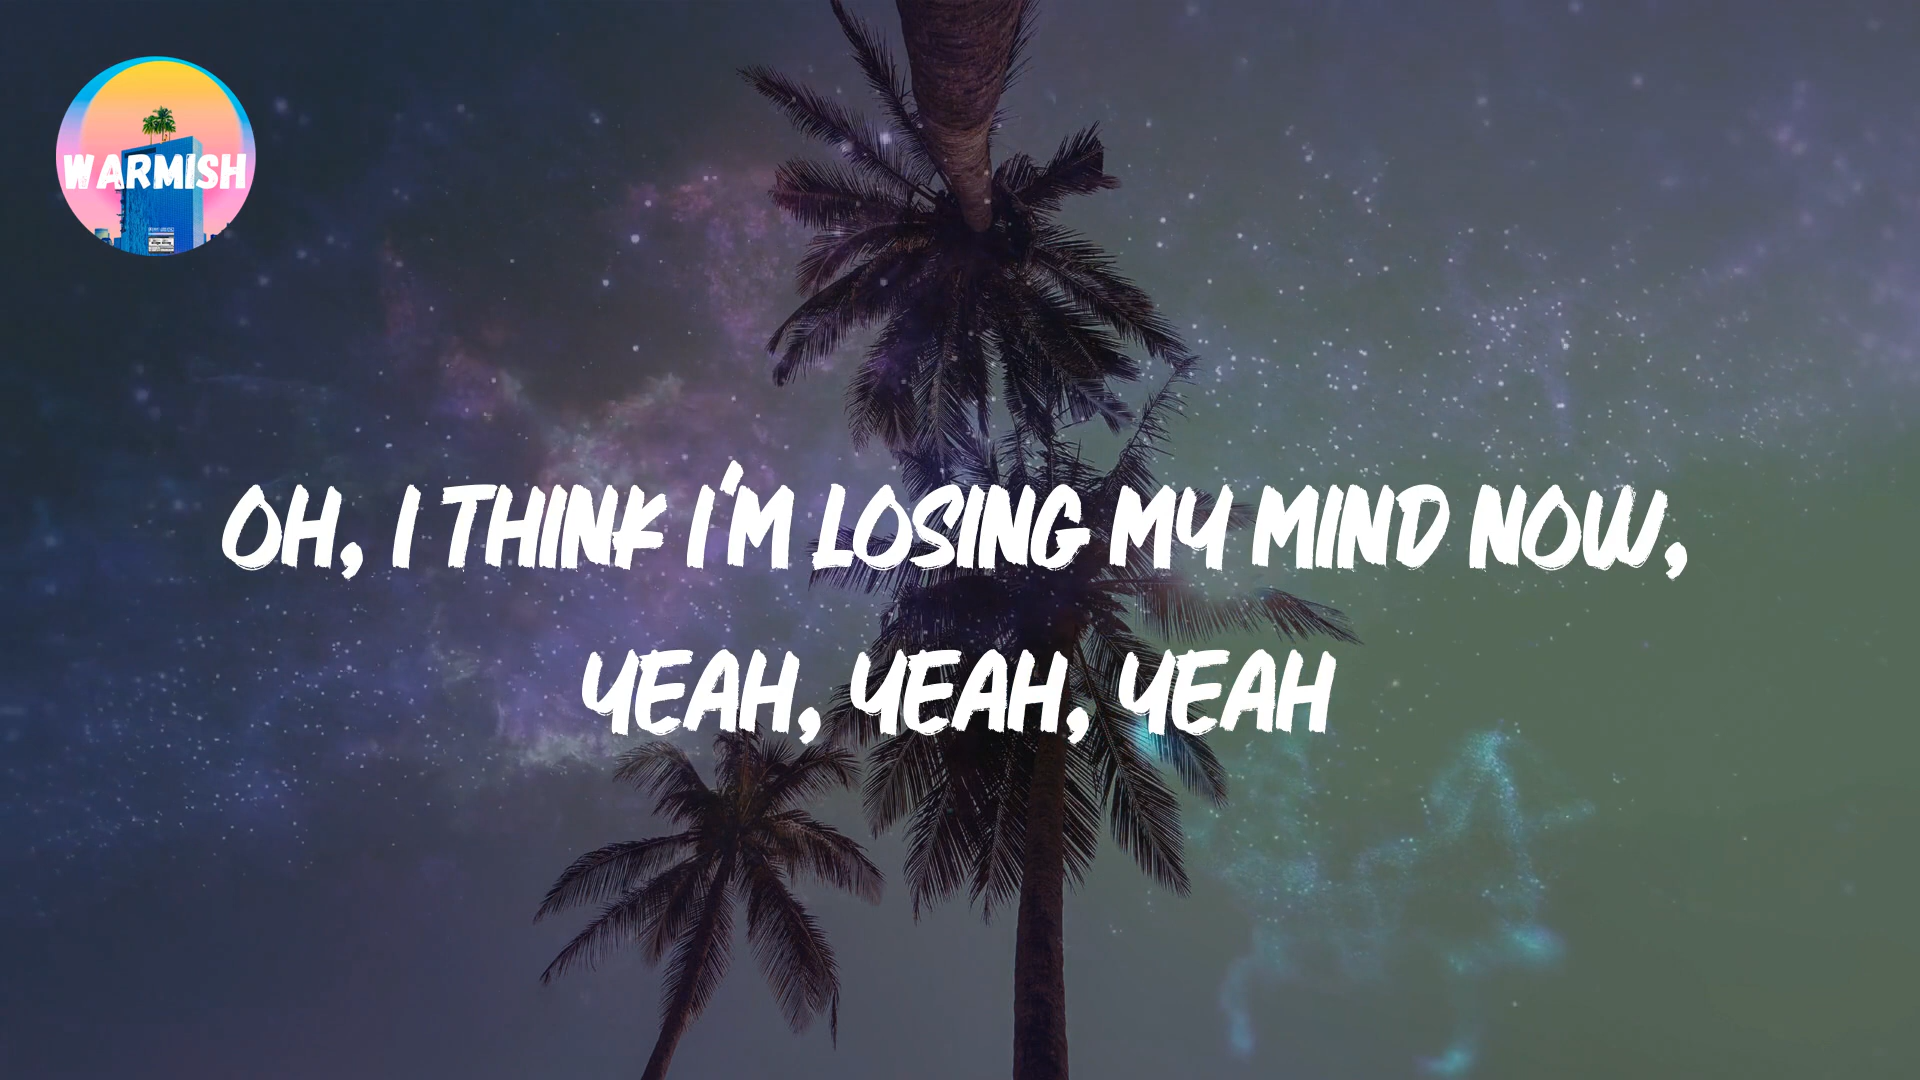 WARMISH
OH, I THINK I'M LOSING MY MIND NOW,
YEAH, YEAH, YEAH